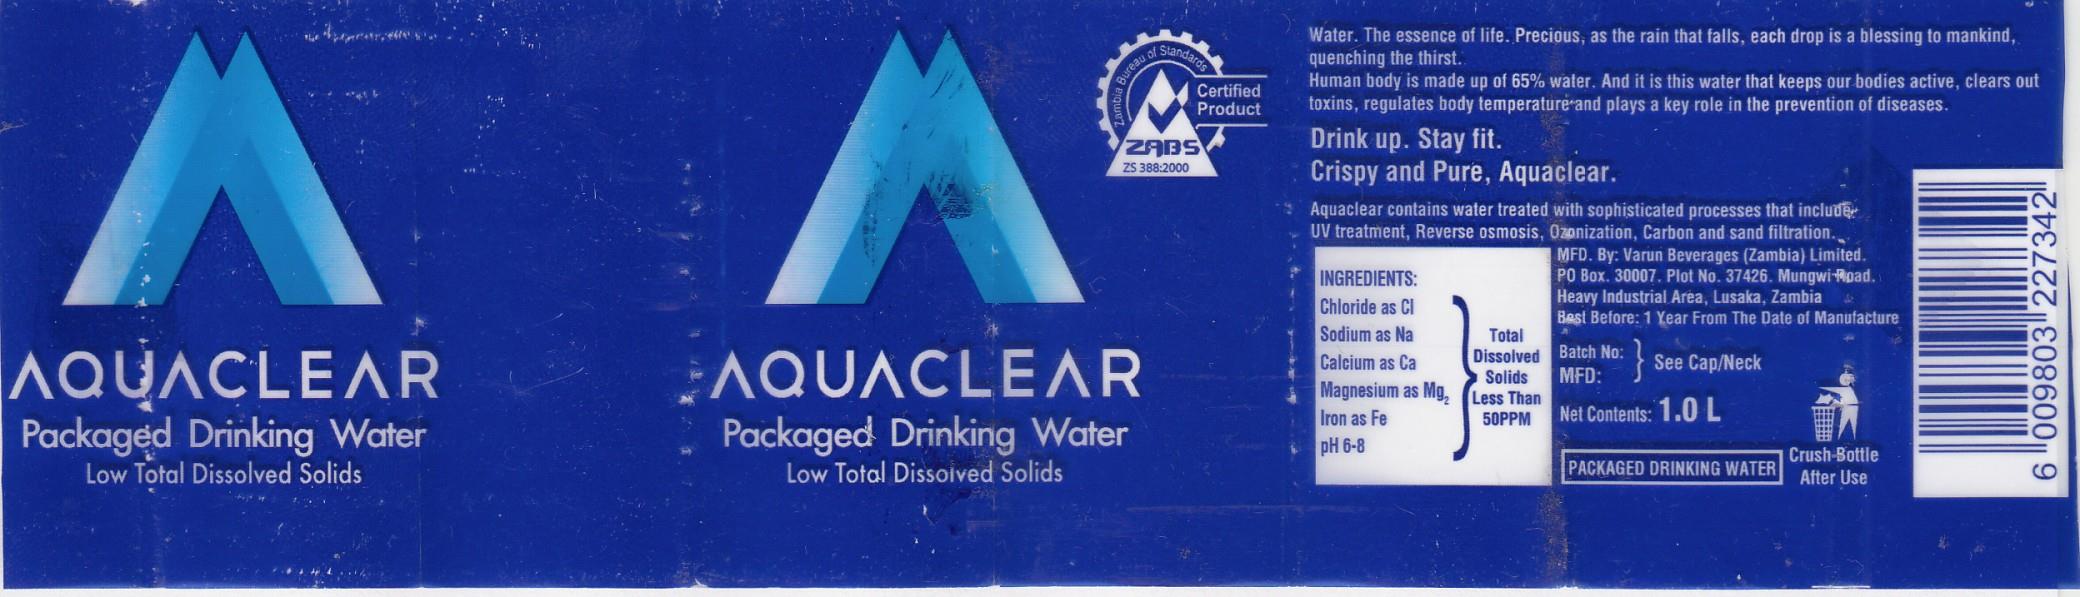 AQUACLEAR
Packaged Drinking Water
Low Total Dissolved Solids
AQUACLEAR
Packaged Drinking Water
Low Total Dissolved Solids
Zambia Bureau of Standards
Certified
Product
ZABS
ZS 388:2000
Water. The essence of life. Precious, as the rain that falls, each drop is a blessing to mankind,
quenching the thirst.
Human body is made up of 65% water. And it is this water that keeps our bodies active, clears out
toxins, regulates body temperature and plays a key role in the prevention of diseases.
Drink up. Stay fit.
Crispy and Pure, Aquaclear.
Aquaclear contains water treated with sophisticated processes that include
UV treatment, Reverse osmosis, Ozonization, Carbon and sand filtration.
INGREDIENTS:
Chloride as Cl
Sodium as Na
Calcium as Ca
Magnesium as Mg2
Iron as Fe
pH 6-8
Total
Dissolved
Solids
Less Than
50PPM
MFD. By: Varun Beverages (Zambia) Limited.
PO Box. 30007. Plot No. 37426. Mungwi Road.
Heavy Industrial Area, Lusaka, Zambia
Best Before: 1 Year From The Date of Manufacture
Batch No:
MFD:
See Cap/Neck
Net Contents: 1.0 L
PACKAGED DRINKING WATER
Crush Bottle
After Use
6 009803 227342